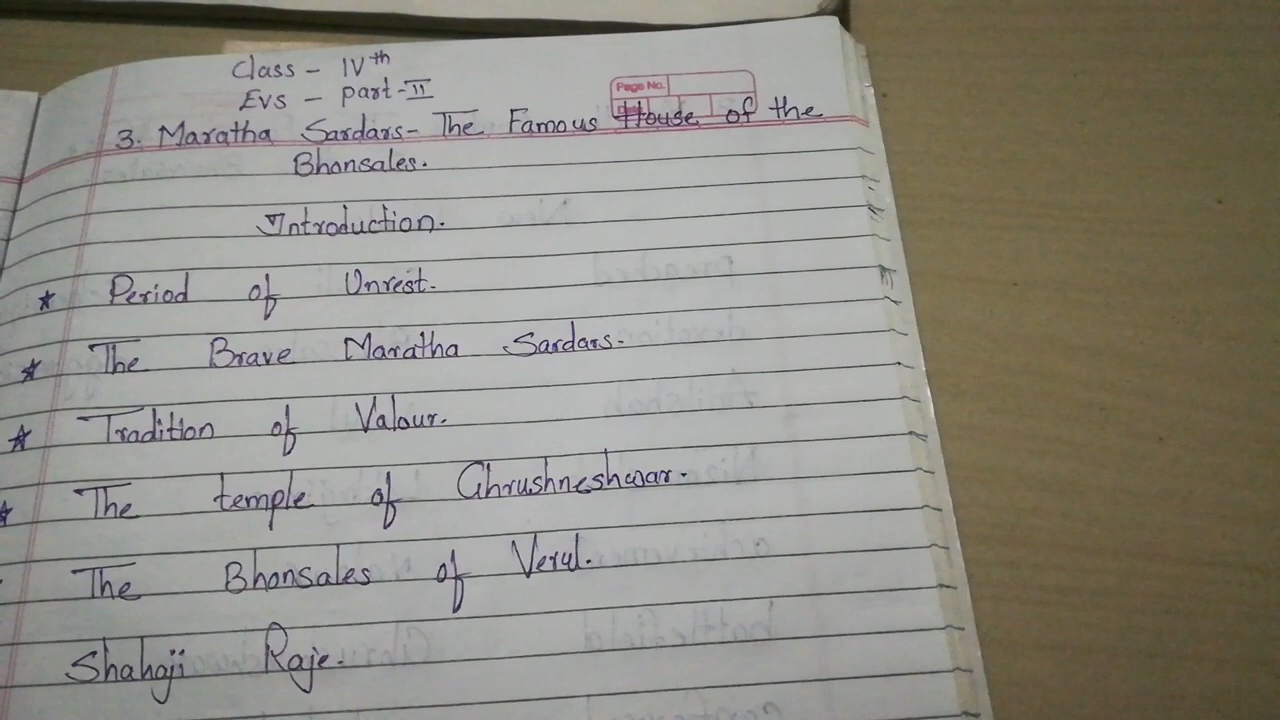 Class - IVth
EVS - Part-II
Page No.
3. Maratha Sardars- The Famous House of the
Bhonsales.
Introduction.
★ Period of Unrest.
★ The Brave Maratha Sardars.
★ Tradition of Valour.
★ The temple of Ghrushneshwar.
The Bhonsales of Verul.
Shahaji Raje.